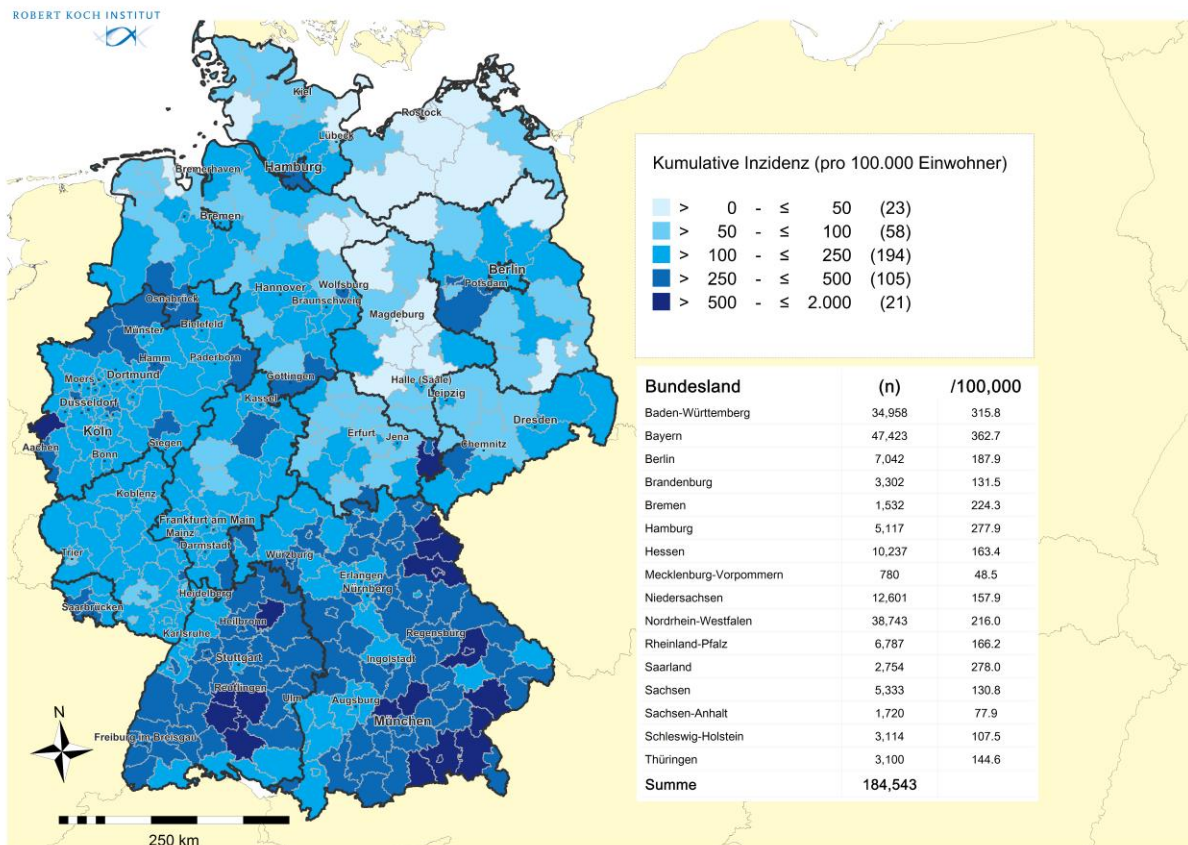 ROBERT KOCH INSTITUT
Kiel
Rostock
Lübeck
Hamburg
Bremerhaven
Bremen
Berlin
Potsdam
Hannover
Wolfsburg
Braunschweig
Osnabrück
Magdeburg
Münster
Bielefeld
Hamm
Paderborn
Moers
Dortmund
Göttingen
Halle (Saale)
Leipzig
Düsseldorf
Kassel
Dresden
Köln
Erfurt
Jena
Chemnitz
Aachen
Siegen
Bonn
Koblenz
Frankfurt am Main
Mainz
Darmstadt
Trier
Würzburg
Erlangen
Nürnberg
Heidelberg
Saarbrücken
Heilbronn
Karlsruhe
Regensburg
Stuttgart
Ingolstadt
Reutlingen
Ulm
Augsburg
München
Freiburg im Breisgau
N
250 km
Kumulative Inzidenz (pro 100.000 Einwohner)
> 0 - ≤ 50 (23)
> 50 - ≤ 100 (58)
> 100 - ≤ 250 (194)
> 250 - ≤ 500 (105)
> 500 - ≤ 2.000 (21)
Bundesland (n) /100,000
Baden-Württemberg 34,958 315.8
Bayern 47,423 362.7
Berlin 7,042 187.9
Brandenburg 3,302 131.5
Bremen 1,532 224.3
Hamburg 5,117 277.9
Hessen 10,237 163.4
Mecklenburg-Vorpommern 780 48.5
Niedersachsen 12,601 157.9
Nordrhein-Westfalen 38,743 216.0
Rheinland-Pfalz 6,787 166.2
Saarland 2,754 278.0
Sachsen 5,333 130.8
Sachsen-Anhalt 1,720 77.9
Schleswig-Holstein 3,114 107.5
Thüringen 3,100 144.6
Summe 184,543